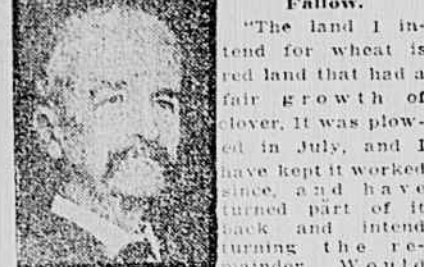 Fallow.
"The land I in-
tend for wheat is
red land that had a
fair growth of
clover. It was plow-
ed in July, and I
have kept it worked
since, and have
turned part of it
back and intend
turning the re-
mainder. Would